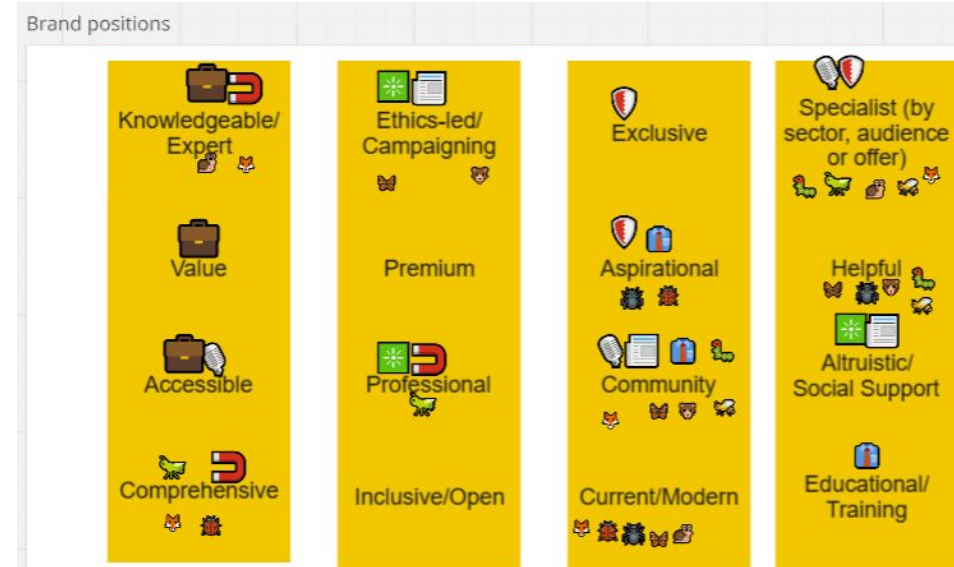 Brand positions
Knowledgeable/
Expert
Value
Accessible
Comprehensive
Ethics-led/
Campaigning
Premium
Professional
Inclusive/Open
Exclusive
Aspirational
Community
Current/Modern
Specialist (by
sector, audience
or offer)
Helpful
Altruistic/
Social Support
Educational/
Training